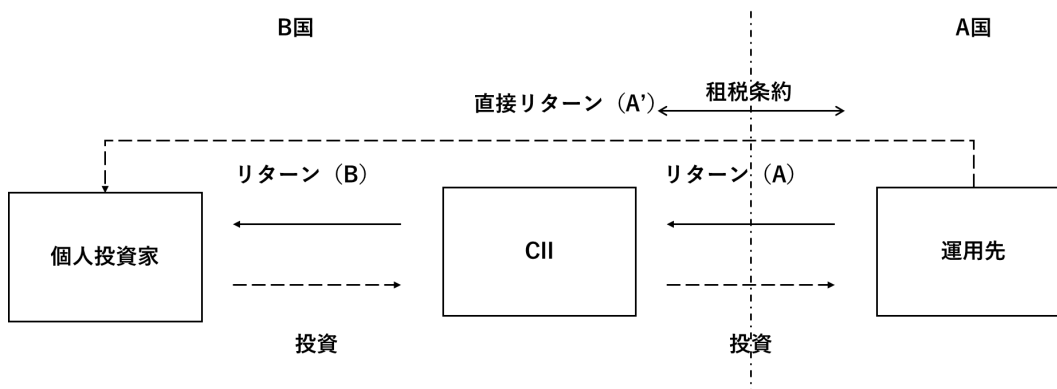 B国
A国
租税条約
直接リターン（A’）
リターン（B）
リターン（A）
個人投資家
CII
運用先
投資
投資